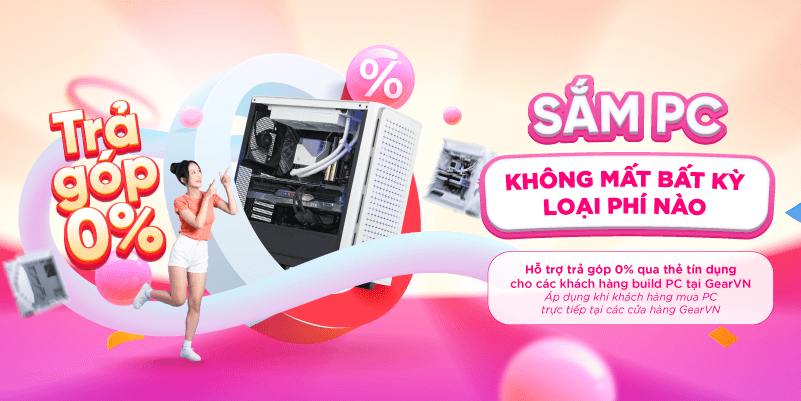 Trả
góp
0%
%
SẮM PC
KHÔNG MẤT BẤT KỲ
LOẠI PHÍ NÀO
Hỗ trợ trả góp 0% qua thẻ tín dụng
cho các khách hàng build PC tại GearVN
Áp dụng khi khách hàng mua PC
trực tiếp tại các cửa hàng GearVN